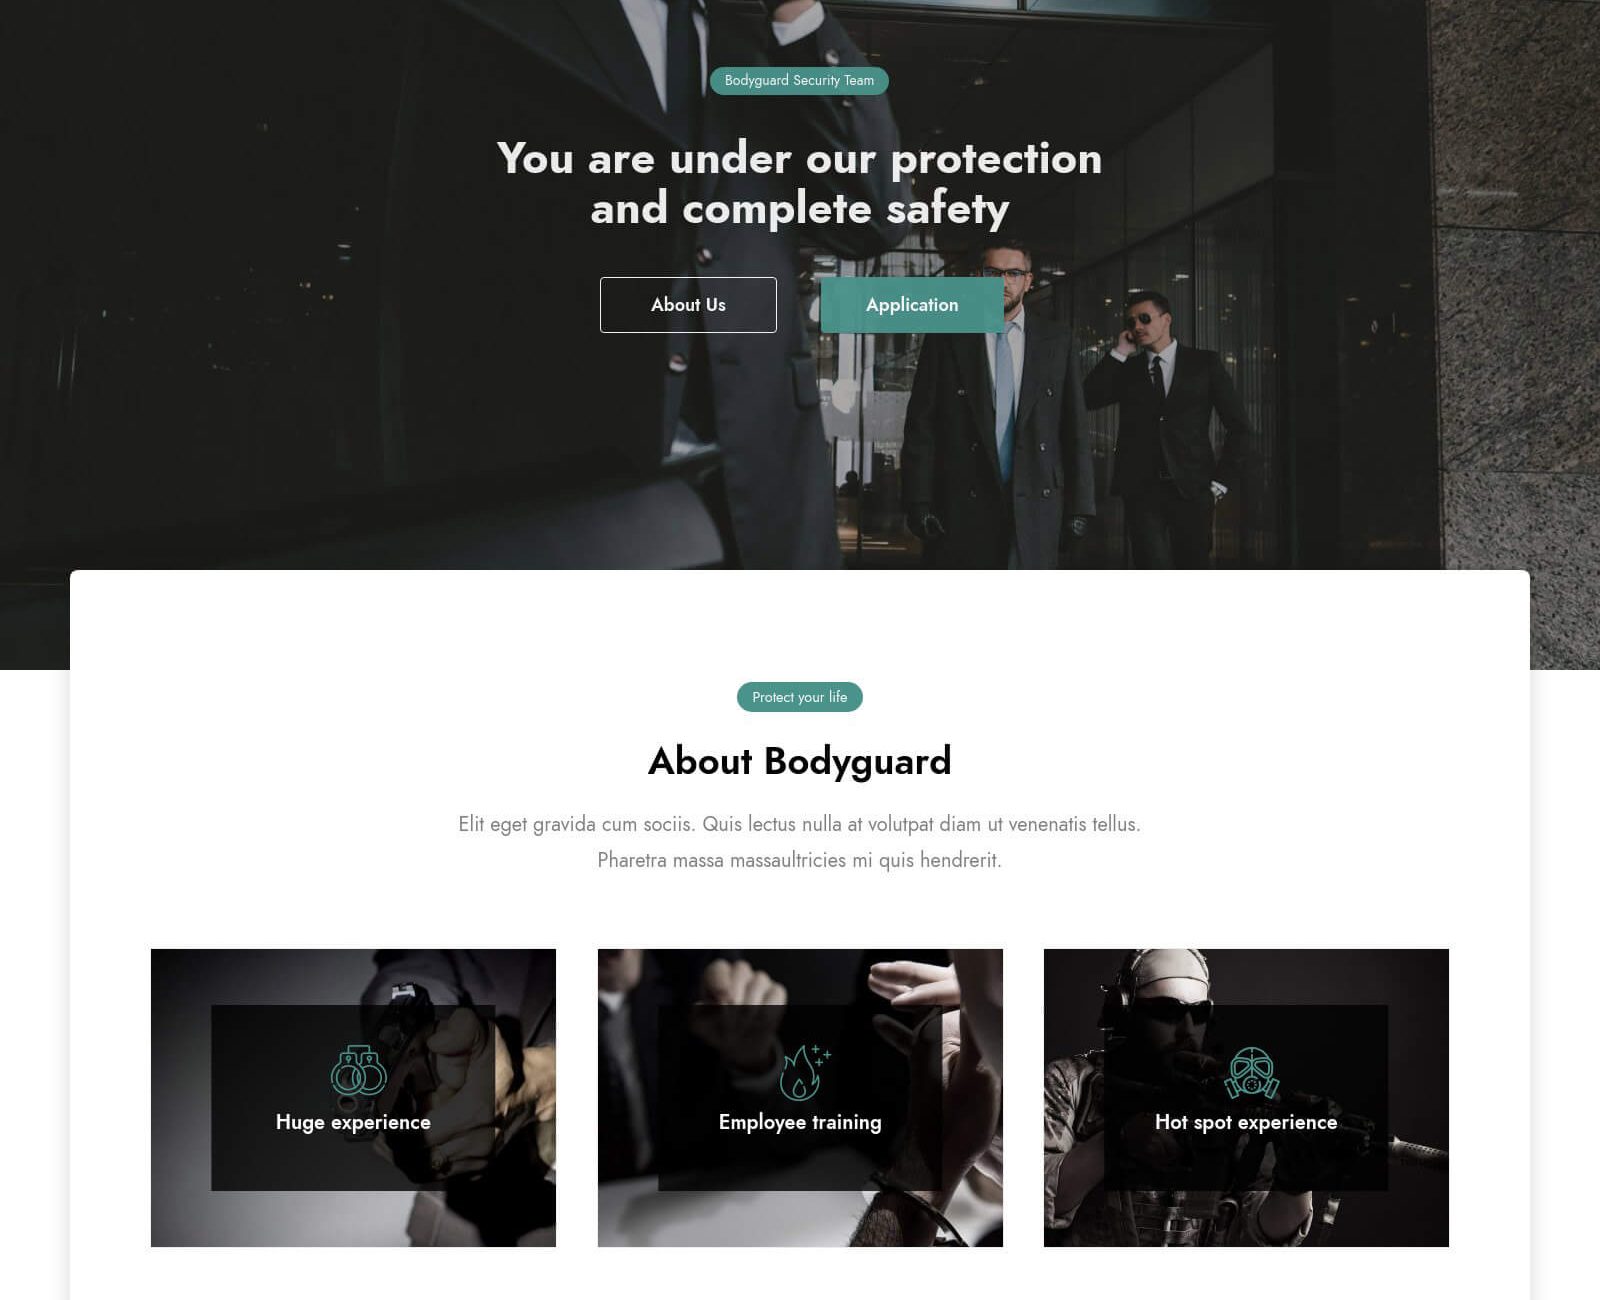 Bodyguard Security Team
You are under our protection
and complete safety
About Us
Application
Protect your life
About Bodyguard
Elit eget gravida cum sociis. Quis lectus nulla at volutpat diam ut venenatis tellus.
Pharetra massa massaultricies mi quis hendrerit.
Huge experience
Employee training
Hot spot experience